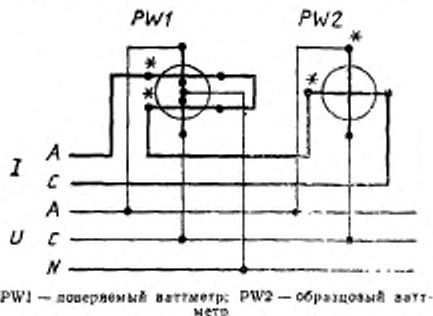 PW1 PW2
* *
* 
I A
C
A
U C
N
PW1 — поверяемый ваттметр; PW2 — образцовый ватт-
метр